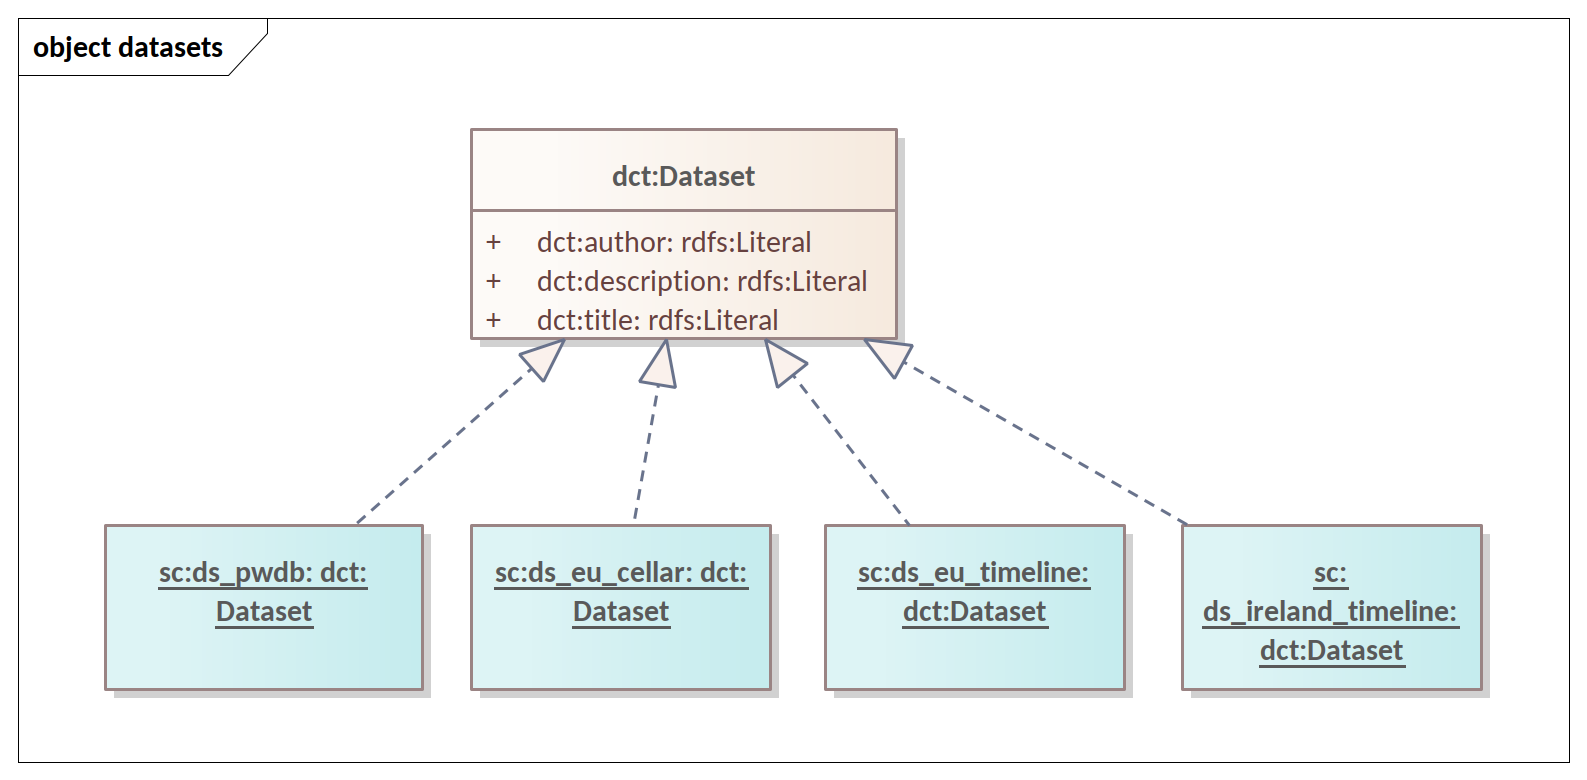 object datasets
dct:Dataset
+ dct:author: rdfs:Literal
+ dct:description: rdfs:Literal
+ dct:title: rdfs:Literal
sc:ds_pwdb: dct:
Dataset
sc:ds_eu_cellar: dct:
Dataset
sc:ds_eu_timeline:
dct:Dataset
sc:
ds_ireland_timeline:
dct:Dataset